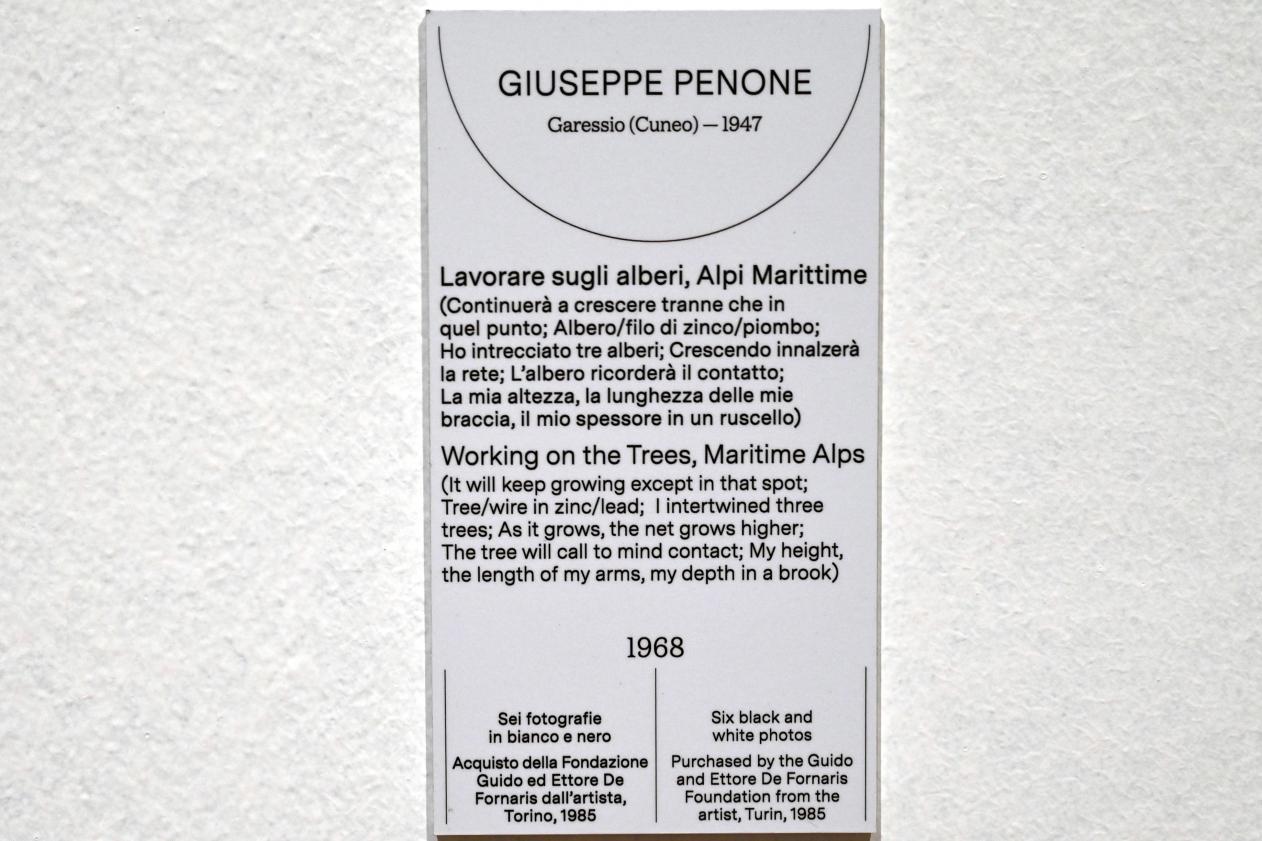 GIUSEPPE PENONE
Garessio (Cuneo) — 1947
Lavorare sugli alberi, Alpi Marittime
(Continuerà a crescere tranne che in
quel punto; Albero/filo di zinco/piombo;
Ho intrecciato tre alberi; Crescendo innalzerà
la rete; L'albero ricorderà il contatto;
La mia altezza, la lunghezza delle mie
braccia, il mio spessore in un ruscello)
Working on the Trees, Maritime Alps
(It will keep growing except in that spot;
Tree/wire in zinc/lead; I intertwined three
trees; As it grows, the net grows higher;
The tree will call to mind contact; My height,
the length of my arms, my depth in a brook)
1968
Sei fotografie
in bianco e nero
Acquisto della Fondazione
Guido ed Ettore De
Fornaris dall'artista,
Torino, 1985
Six black and
white photos
Purchased by the Guido
and Ettore De Fornaris
Foundation from the
artist, Turin, 1985